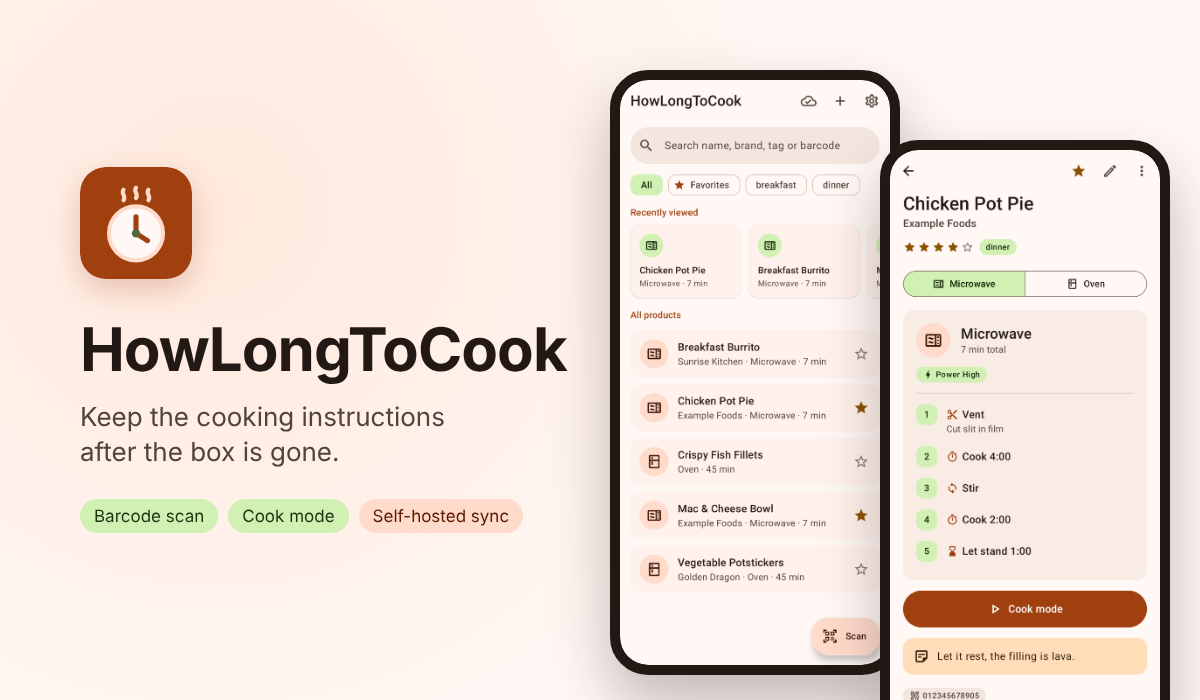 HowLongToCook
Keep the cooking instructions
after the box is gone.
Barcode scan
Cook mode
Self-hosted sync
HowLongToCook
Search name, brand, tag or barcode
All
Favorites
breakfast
dinner
Recently viewed
Chicken Pot Pie
Microwave · 7 min
Breakfast Burrito
Microwave · 7 min
All products
Breakfast Burrito
Sunrise Kitchen · Microwave · 7 min
Chicken Pot Pie
Example Foods · Microwave · 7 min
Crispy Fish Fillets
Oven · 45 min
Mac & Cheese Bowl
Example Foods · Microwave · 7 min
Vegetable Potstickers
Golden Dragon · Oven · 45 min
Scan
Chicken Pot Pie
Example Foods
dinner
Microwave
Oven
Microwave
7 min total
Power High
1 Vent
Cut slit in film
2 Cook 4:00
3 Stir
4 Cook 2:00
5 Let stand 1:00
Cook mode
Let it rest, the filling is lava.
012345678905